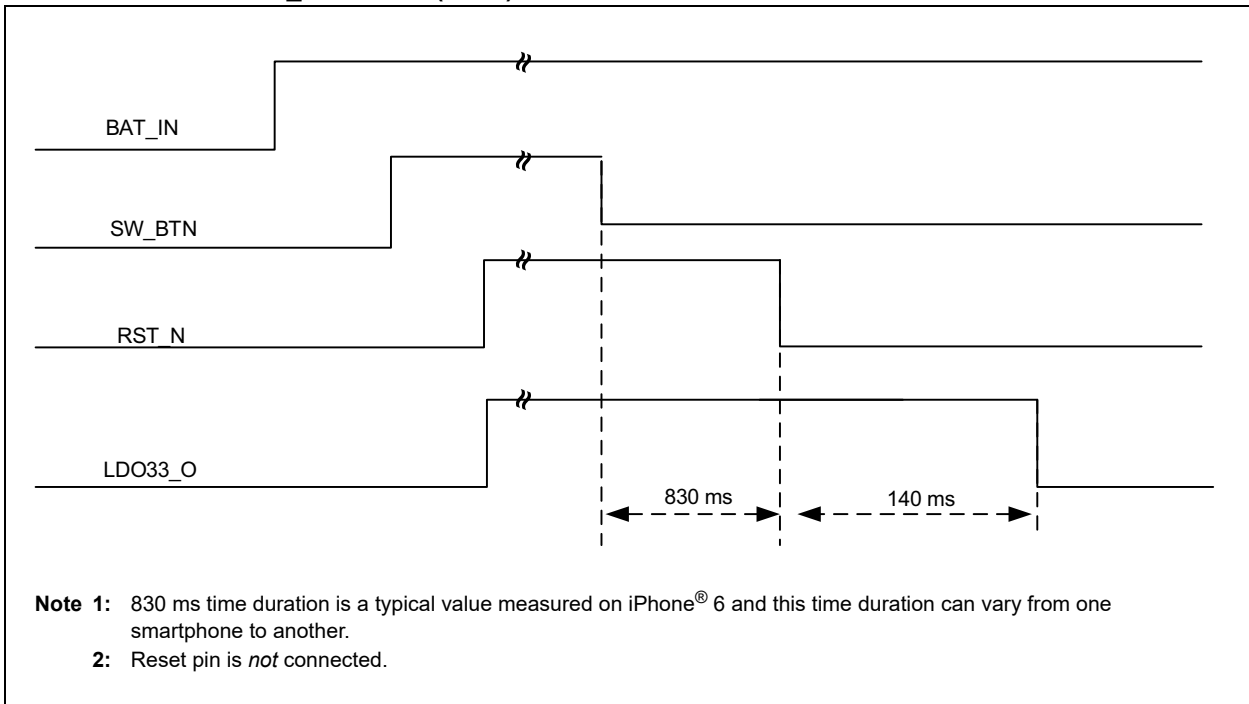 BAT_IN
SW_BTN
RST_N
LDO33_O
830 ms
140 ms
Note 1: 830 ms time duration is a typical value measured on iPhone® 6 and this time duration can vary from one
smartphone to another.
2: Reset pin is not connected.